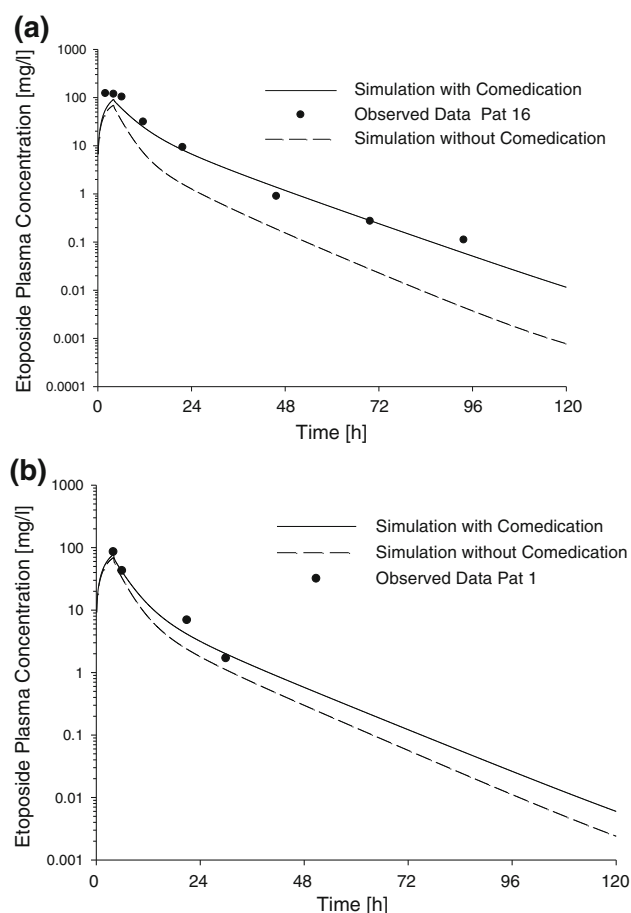 (a)
Etoposide Plasma Concentration [mg/l]
1000
100
10
1
0.1
0.01
0.001
0.0001
Simulation with Comedication
Observed Data Pat 16
Simulation without Comedication
0 24 48 72 96 120
Time [h]
(b)
Etoposide Plasma Concentration [mg/l]
1000
100
10
1
0.1
0.01
0.001
Simulation with Comedication
Simulation without Comedication
Observed Data Pat 1
0 24 48 72 96 120
Time [h]